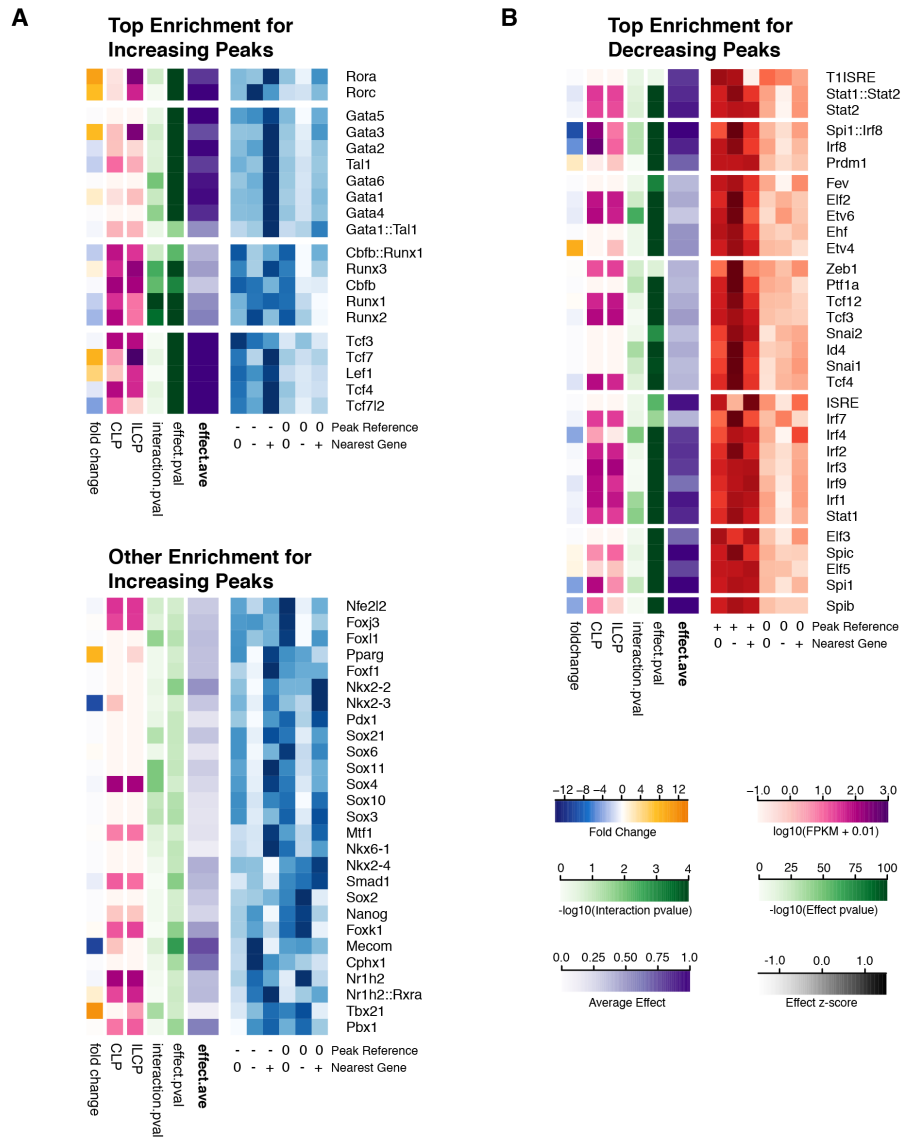 A
Top Enrichment for
Increasing Peaks
Rora
Rorc
Gata5
Gata3
Gata2
Tal1
Gata6
Gata1
Gata4
Gata1::Tal1
Cbfb::Runx1
Runx3
Cbfb
Runx1
Runx2
Tcf3
Tcf7
Lef1
Tcf4
Tcf7l2
fold change
CLP
ILCP
interaction.pval
effect.pval
effect.ave
- - - 0 0 0 Peak Reference
0 - + 0 - + Nearest Gene
Other Enrichment for
Increasing Peaks
Nfe2l2
Foxj3
Foxl1
Pparg
Foxf1
Nkx2-2
Nkx2-3
Pdx1
Sox21
Sox6
Sox11
Sox4
Sox10
Sox3
Mtf1
Nkx6-1
Nkx2-4
Smad1
Sox2
Nanog
Foxk1
Mecom
Cphx1
Nr1h2
Nr1h2::Rxra
Tbx21
Pbx1
fold change
CLP
ILCP
interaction.pval
effect.pval
effect.ave
- - - 0 0 0 Peak Reference
0 - + 0 - + Nearest Gene
B
Top Enrichment for
Decreasing Peaks
T1ISRE
Stat1::Stat2
Stat2
Spi1::Irf8
Irf8
Prdm1
Fev
Elf2
Etv6
Ehf
Etv4
Zeb1
Ptf1a
Tcf12
Tcf3
Snai2
Id4
Snai1
Tcf4
ISRE
Irf7
Irf4
Irf2
Irf3
Irf9
Irf1
Stat1
Elf3
Spic
Elf5
Spi1
Spib
foldchange
CLP
ILCP
interaction.pval
effect.pval
effect.ave
+ + + 0 0 0 Peak Reference
0 - + 0 - + Nearest Gene
−12 −8 −4 0 4 8 12
Fold Change
−1.0 0.0 1.0 2.0 3.0
log10(FPKM + 0.01)
0 1 2 3 4
-log10(Interaction pvalue)
0 25 50 75 100
-log10(Effect pvalue)
0.0 0.25 0.50 0.75 1.0
Average Effect
-1.0 0.0 1.0
Effect z-score